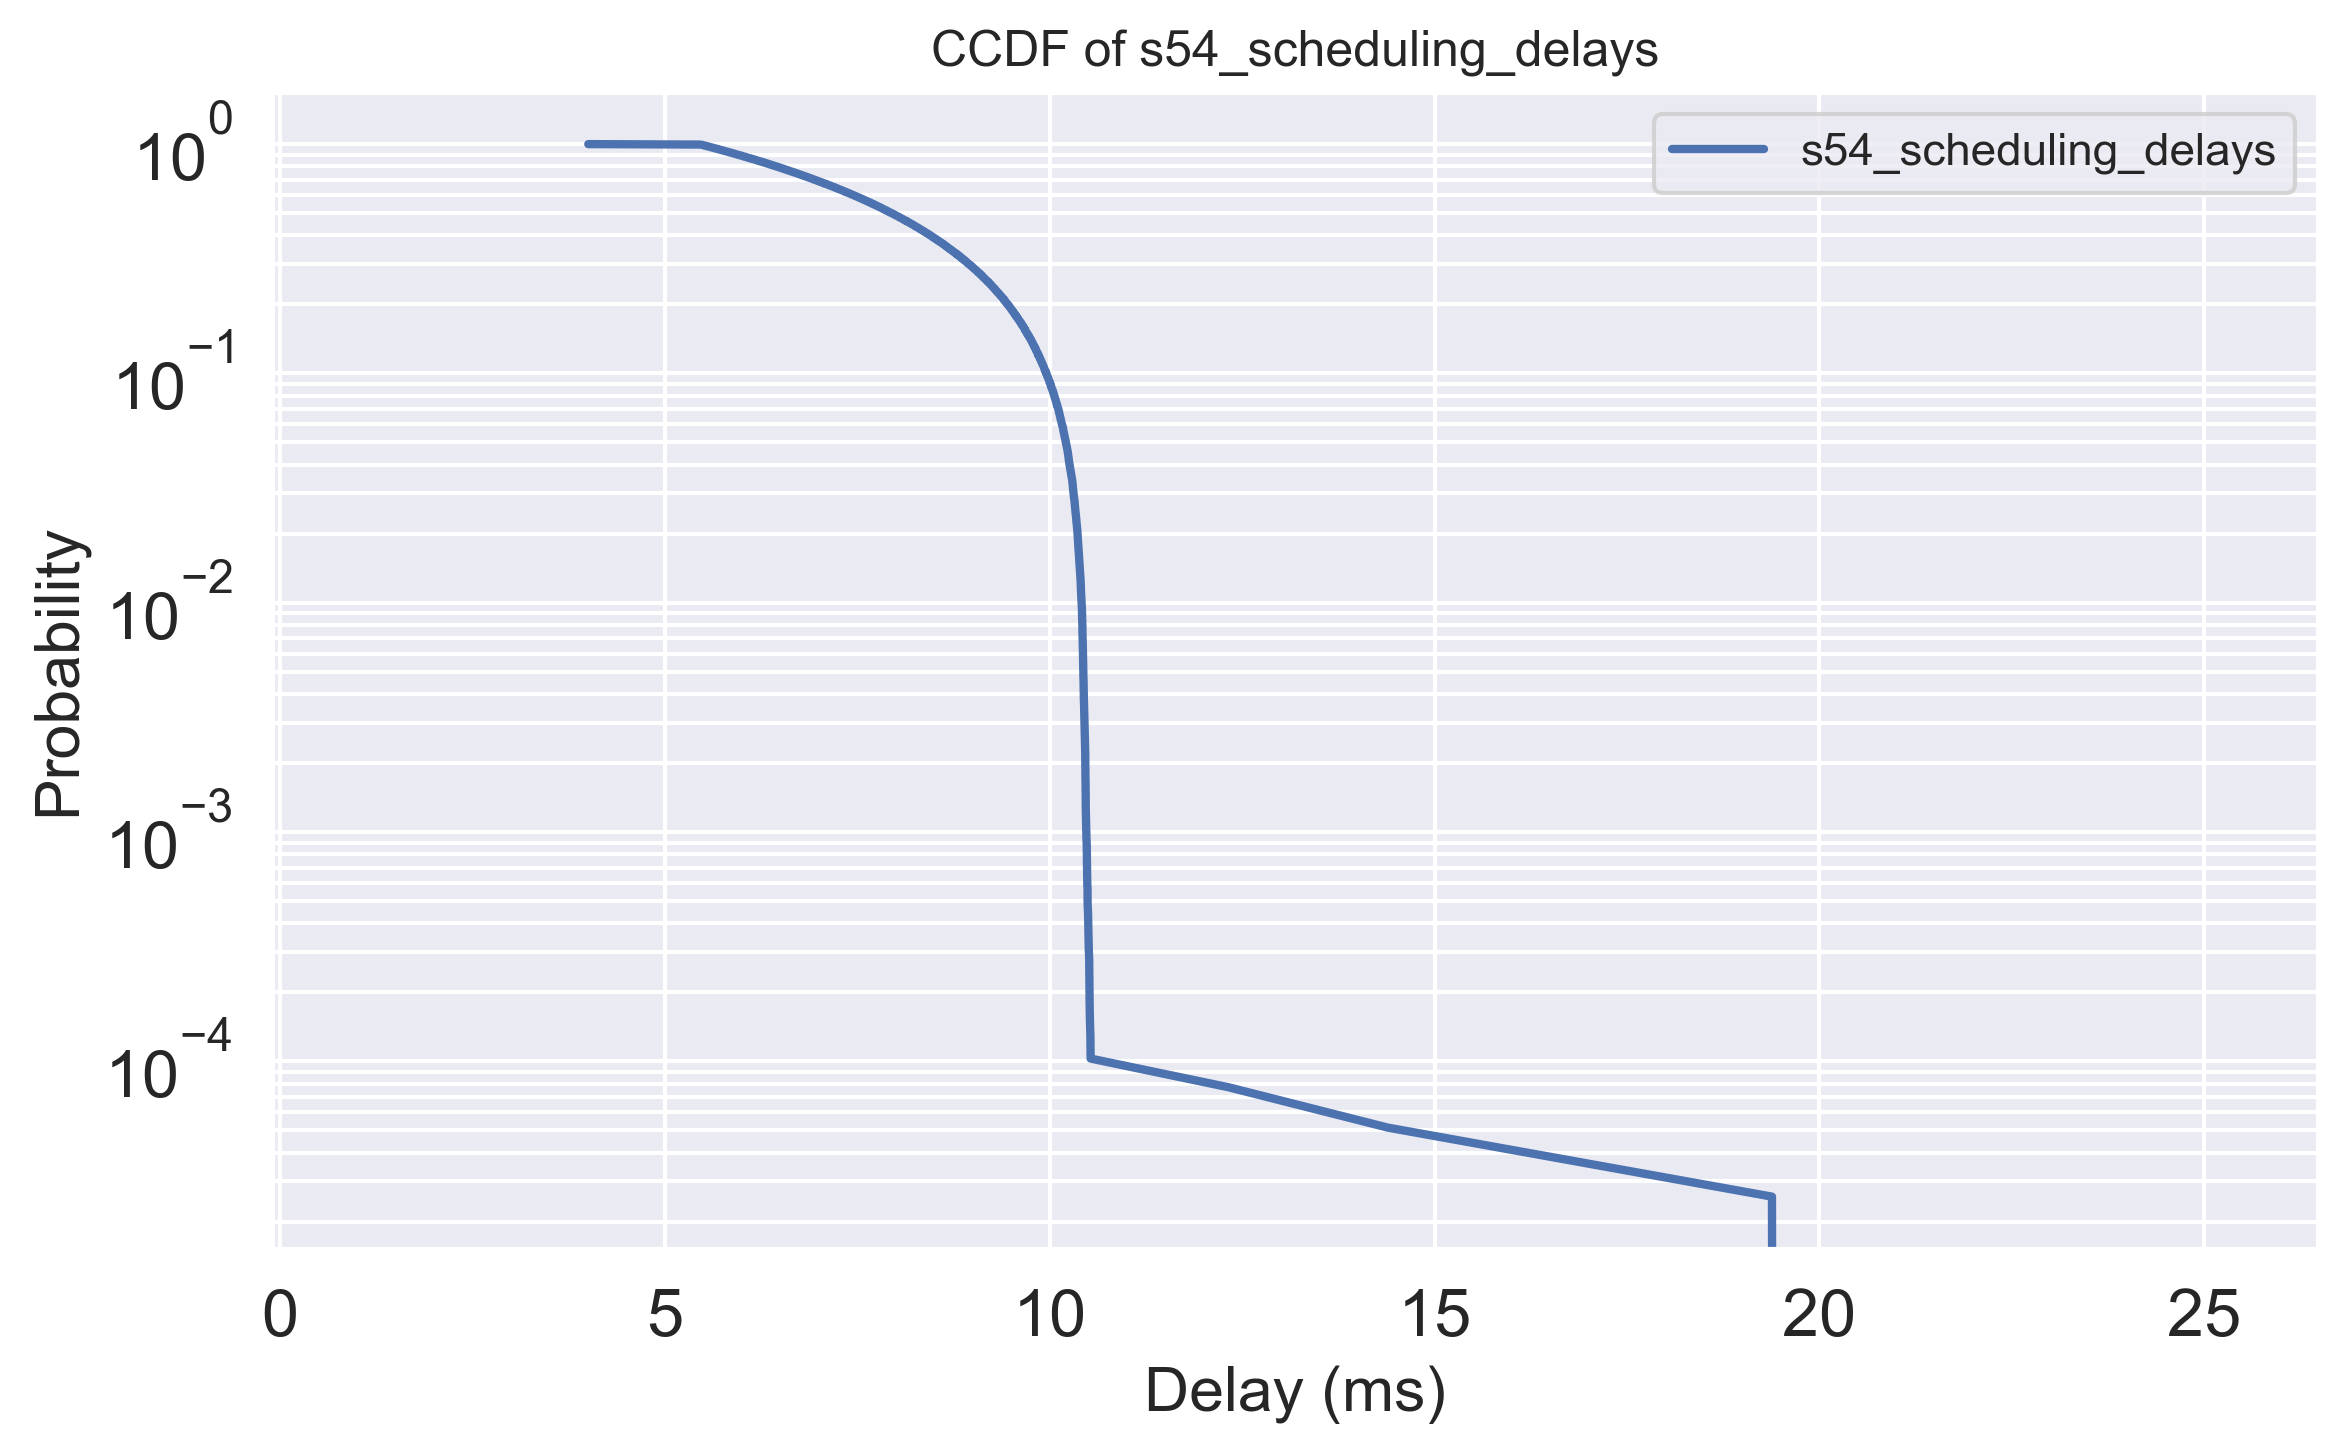 CCDF of s54_scheduling_delays
s54_scheduling_delays
Probability
10^0
10^−1
10^−2
10^−3
10^−4
0 5 10 15 20 25
Delay (ms)